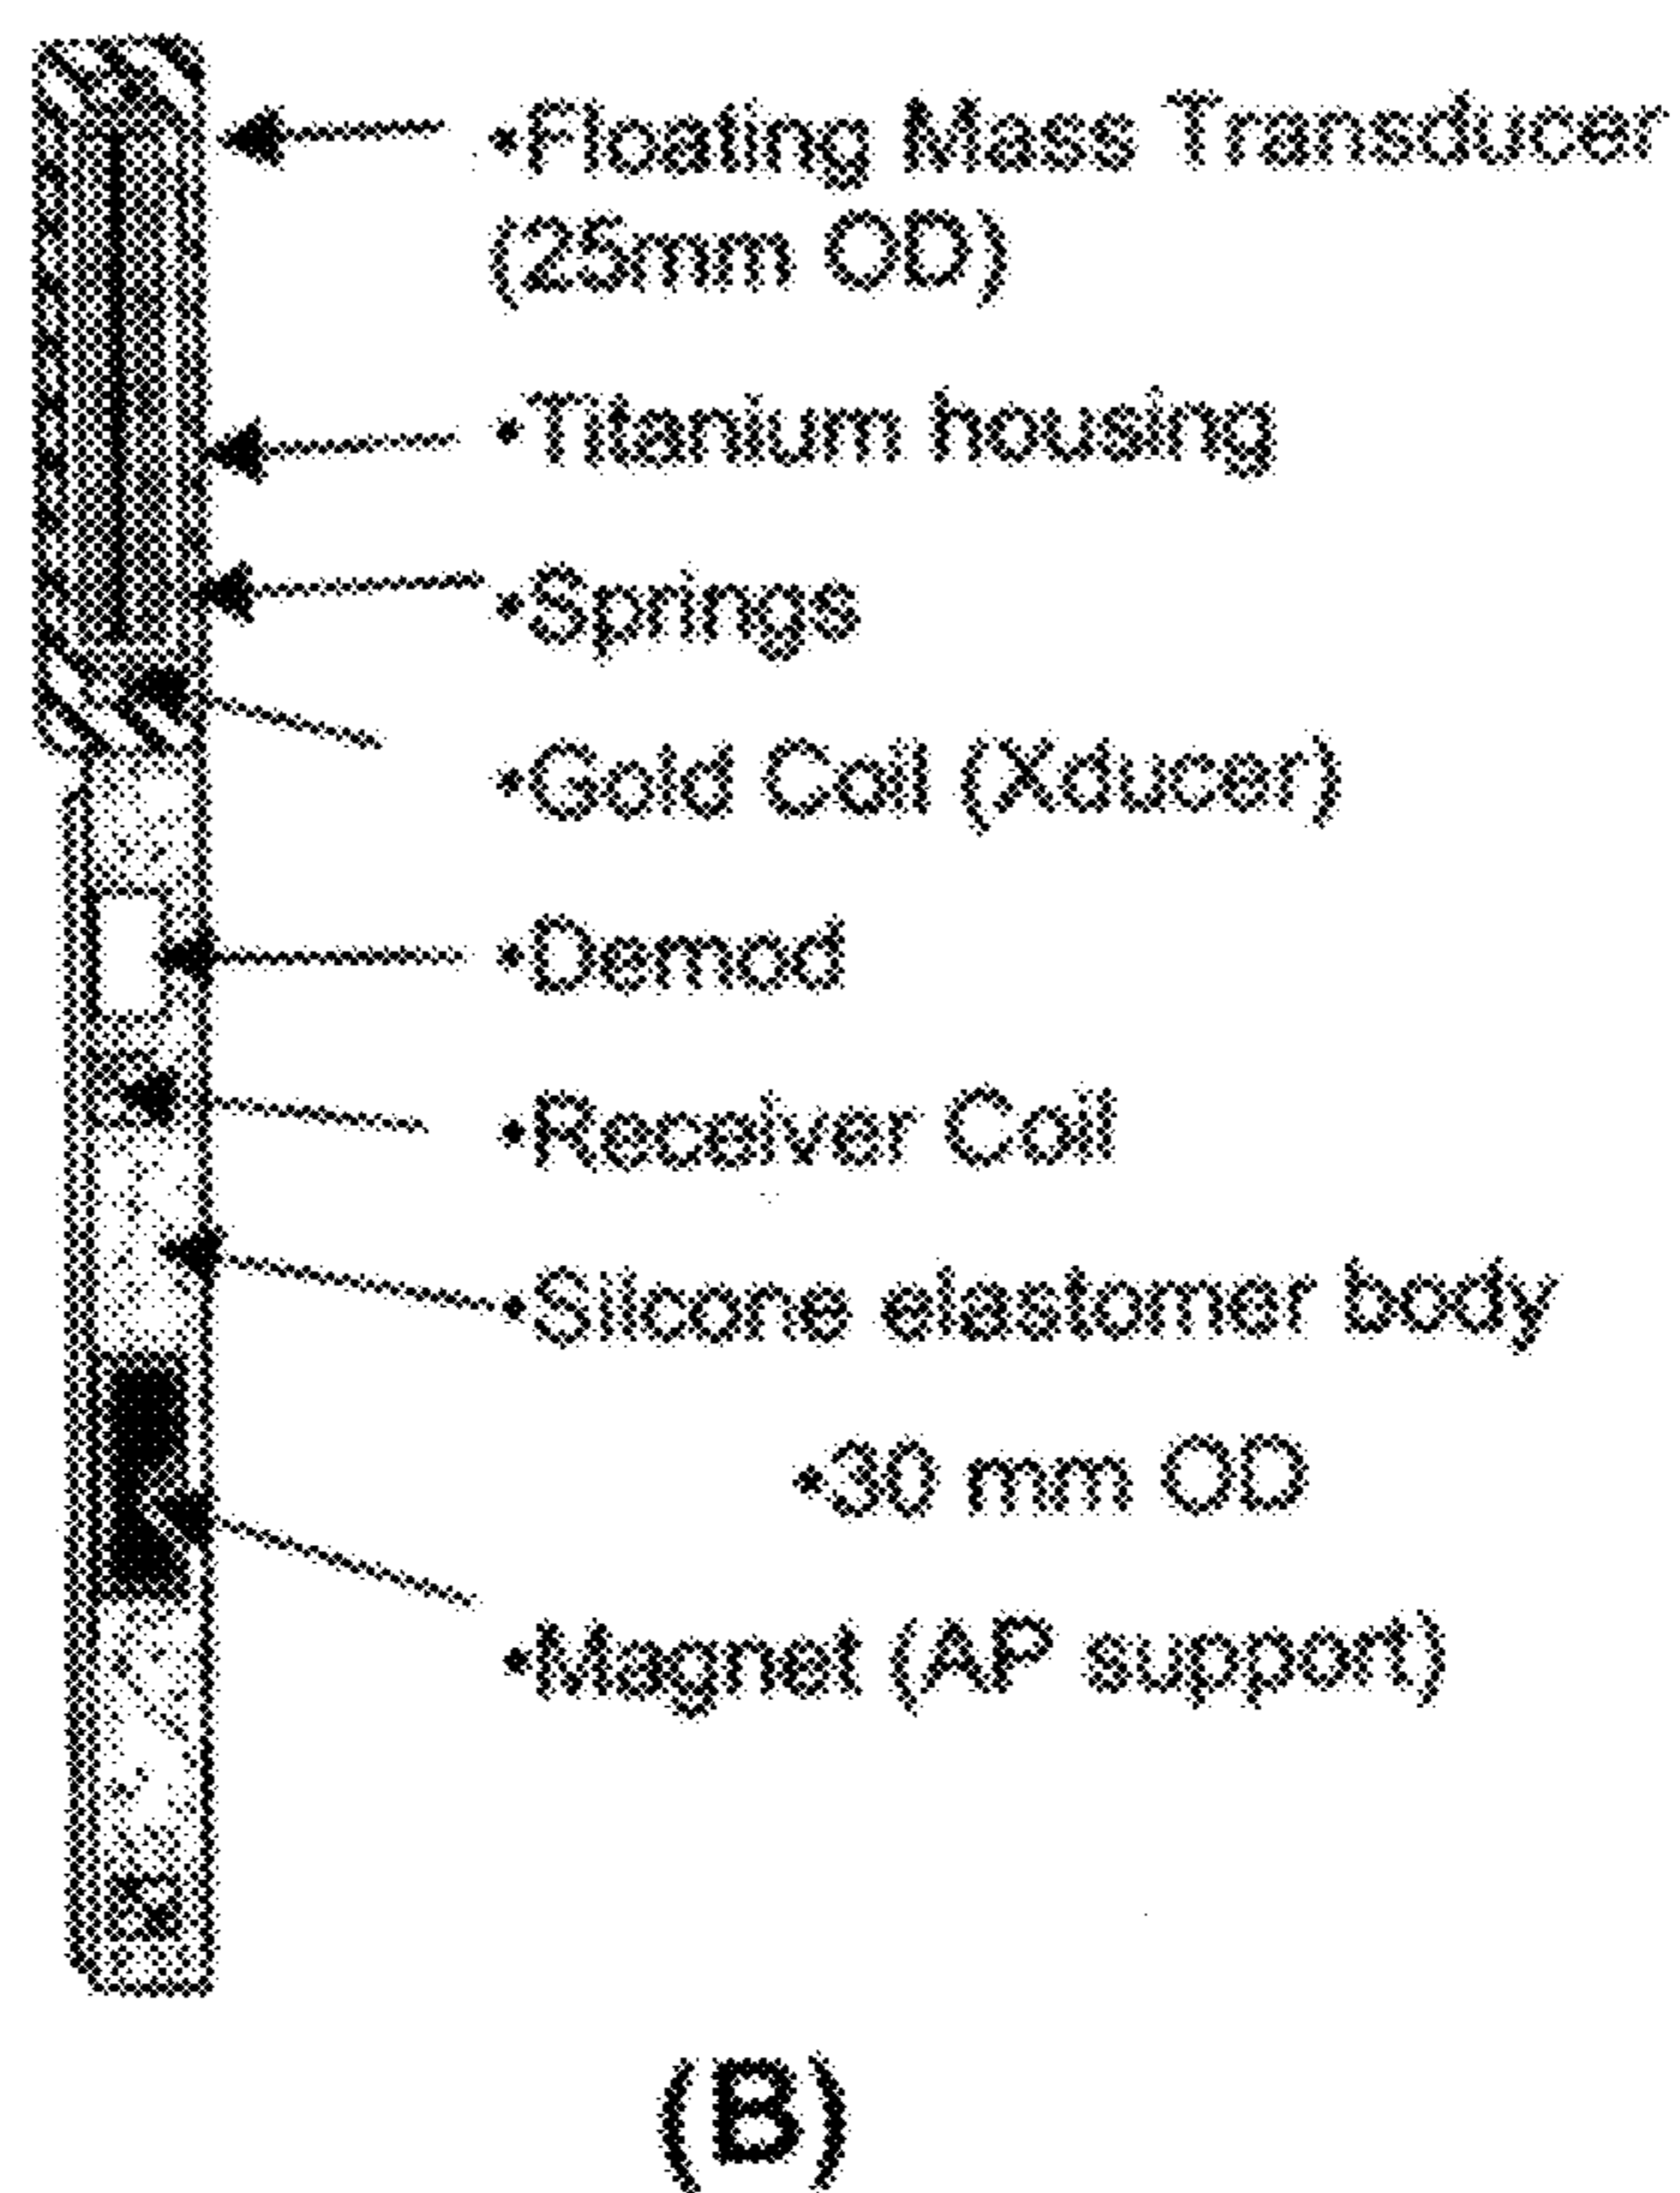 •Floating Mass Transducer
(25mm OD)
•Titanium housing
•Springs
•Gold Coil (Xducer)
•Demod
•Receiver Coil
•Silicone elastomer body
•30 mm OD
•Magnet (AP support)
(B)